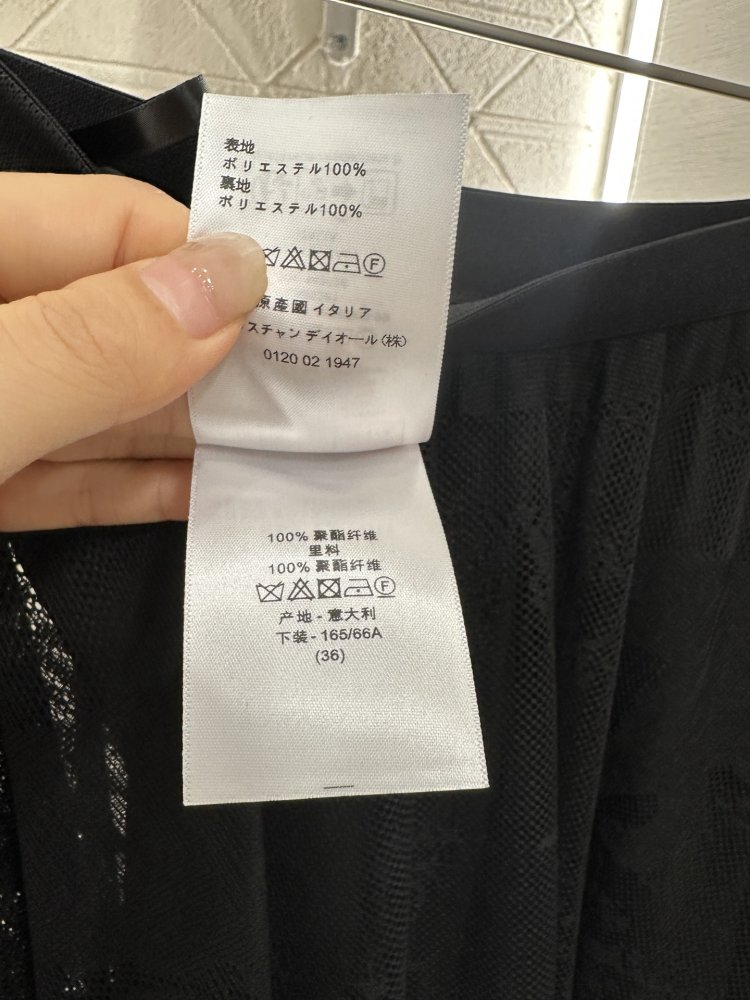 表地
ポリエステル100%
裏地
ポリエステル100%
F
原産國 イタリア
スチャン デイオール (株)
0120 02 1947
100% 聚酯纤维
里料
100% 聚酯纤维
F
产地 - 意大利
下装 - 165/66A
(36)